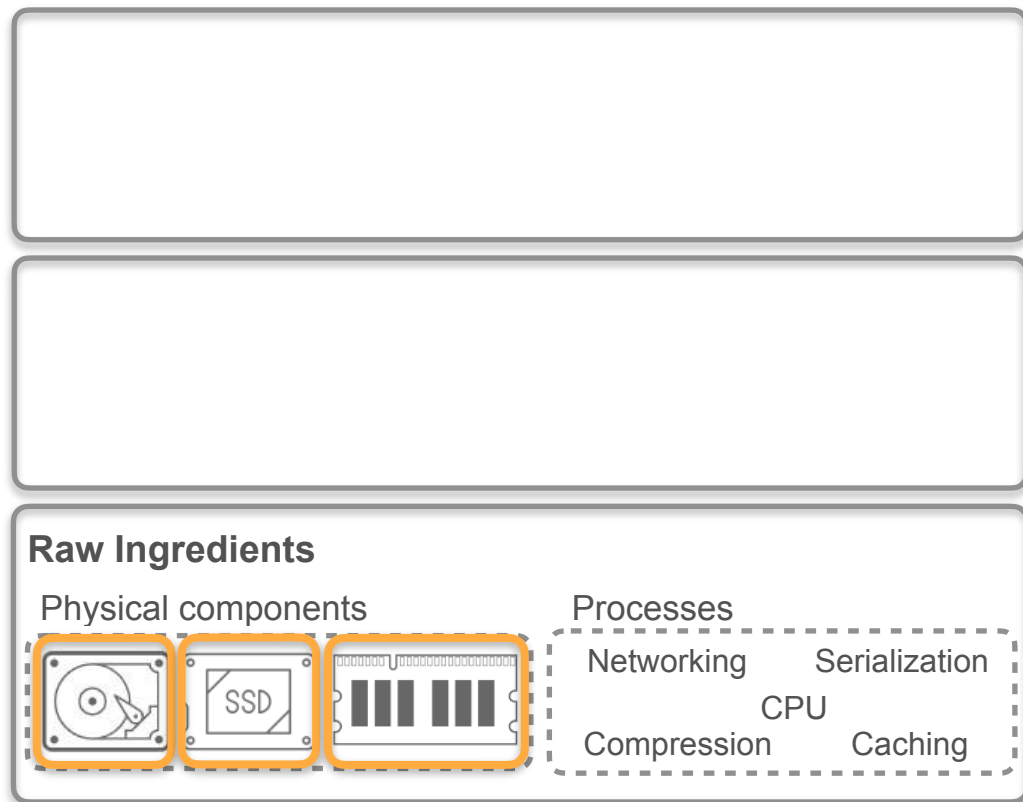 Raw Ingredients
Physical components
Processes
SSD
Networking Serialization
CPU
Compression Caching